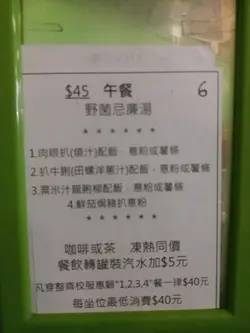 $45 午餐 6
野菌忌廉湯
* * * * * *
1.肉眼扒(燒汁)配飯﹑意粉或薯條
2.扒牛脷(田螺洋蔥汁)配飯﹑意粉或薯條
3.粟米汁龍脷柳配飯﹑意粉或薯條
4.鮮茄焗豬扒意粉
* * * * * *
咖啡或茶 凍熱同價
餐飲轉罐裝汽水加$5元
凡穿整齊校服惠顧"1,2,3,4"餐一律$40元
每坐位最低消費$40元